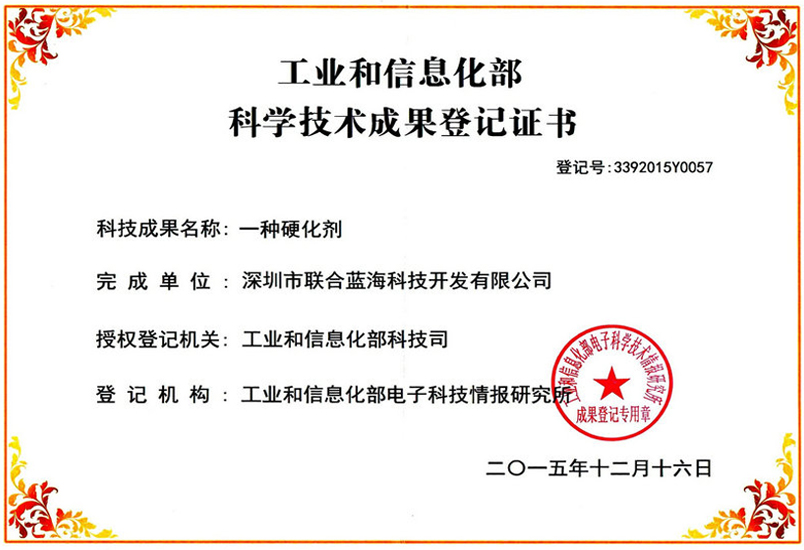 工业和信息化部
科学技术成果登记证书
登记号:3392015Y0057
科技成果名称: 一种硬化剂
完成单位: 深圳市联合蓝海科技开发有限公司
授权登记机关: 工业和信息化部科技司
登记机构: 工业和信息化部电子科技情报研究所
工业和信息化部电子科学技术情报研究所
成果登记专用章
二〇一五年十二月十六日